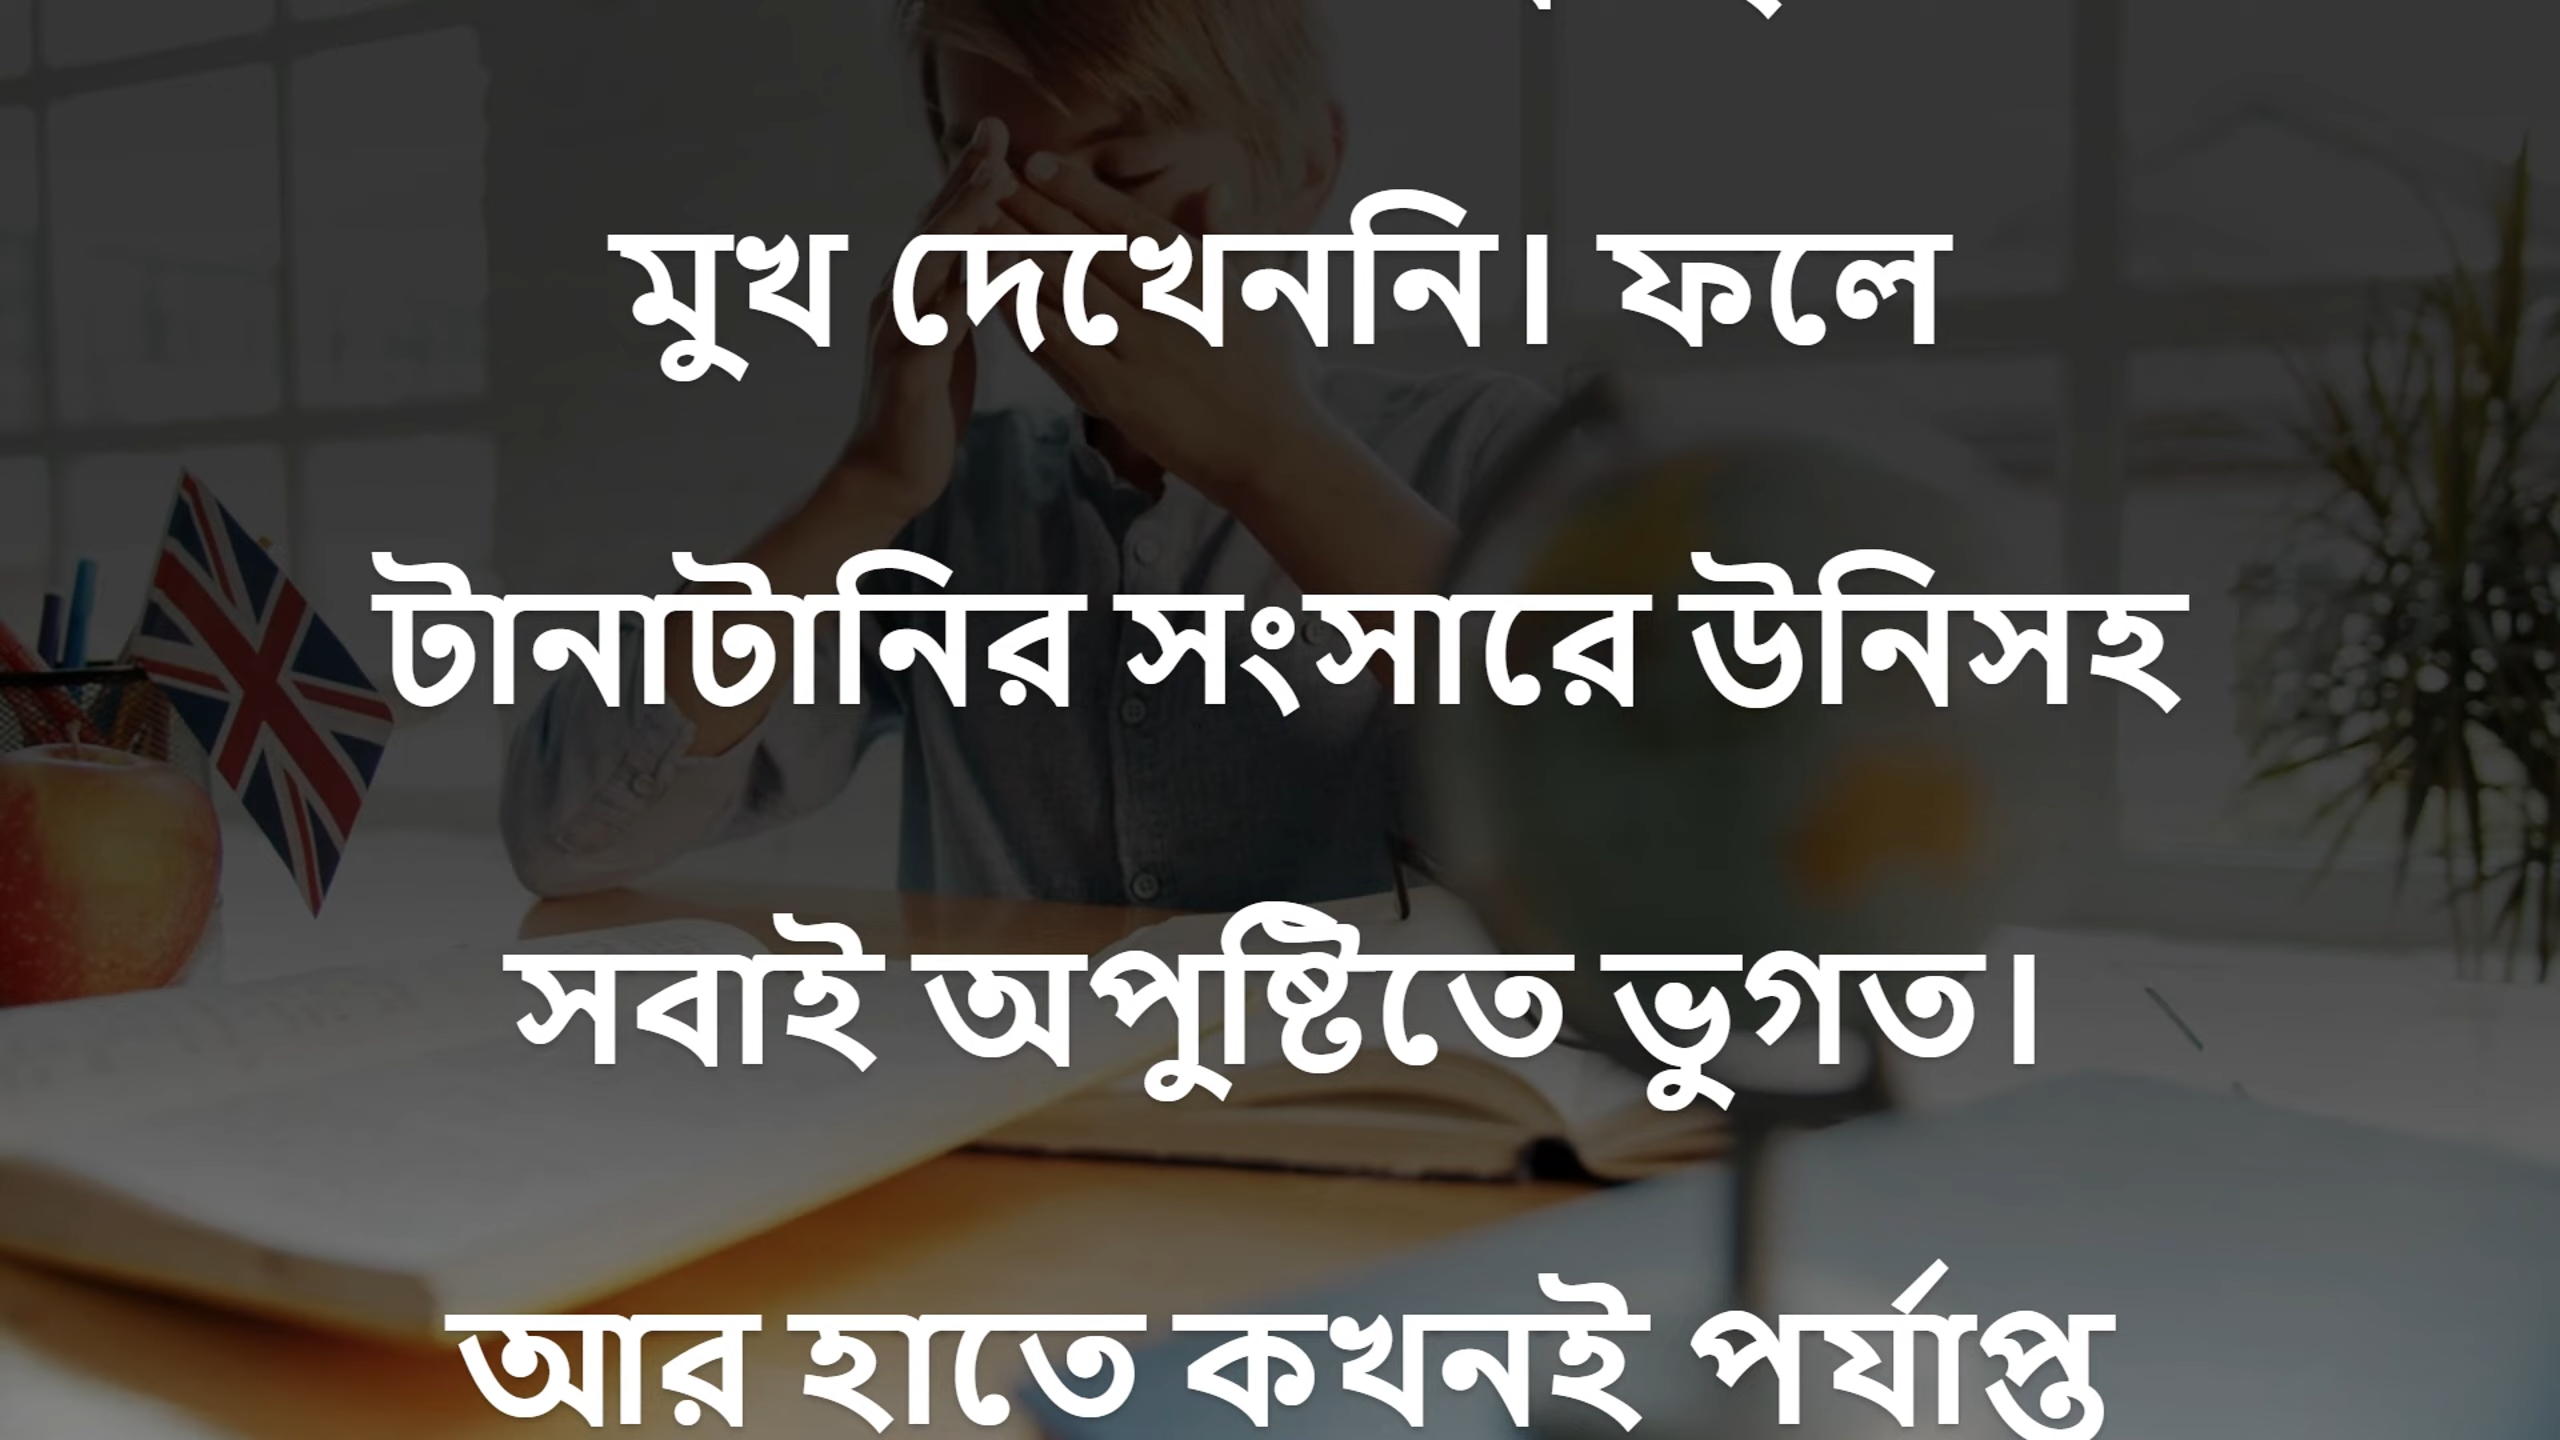 মুখ দেখেননি। ফলে
টানাটানির সংসারে উনিসহ
সবাই অপুষ্টিতে ভুগত।
আর হাতে কখনই পর্যাপ্ত